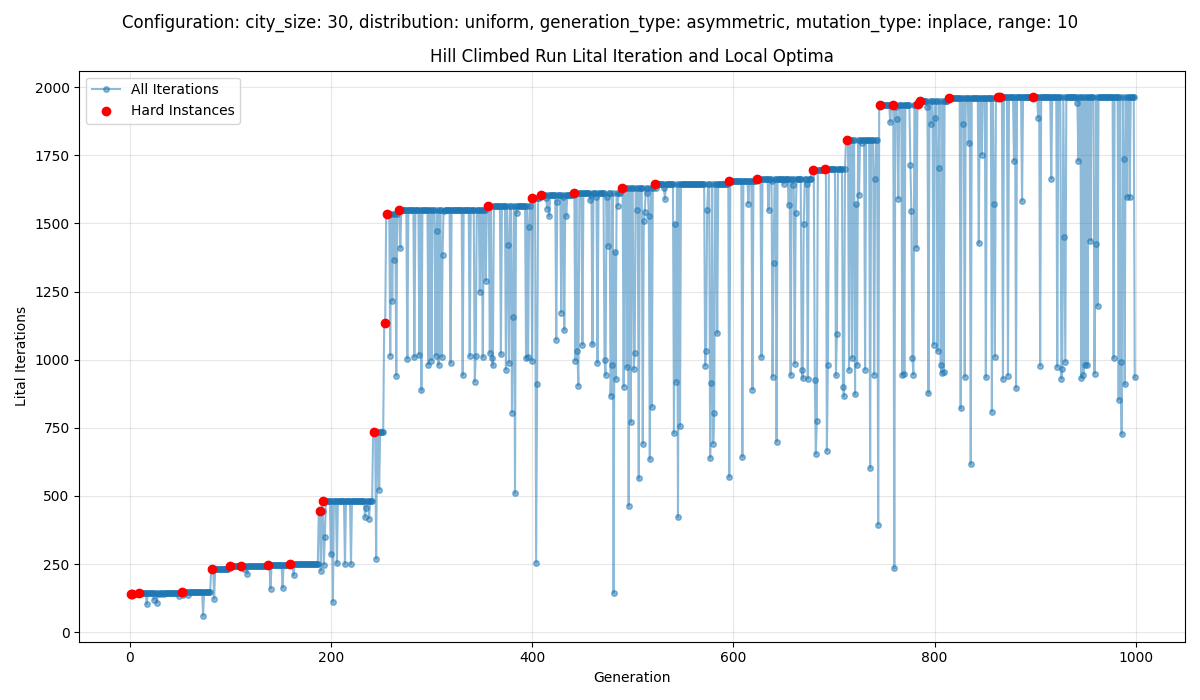 Configuration: city_size: 30, distribution: uniform, generation_type: asymmetric, mutation_type: inplace, range: 10
Hill Climbed Run Lital Iteration and Local Optima
All Iterations
Hard Instances
Lital Iterations
2000
1750
1500
1250
1000
750
500
250
0
0 200 400 600 800 1000
Generation